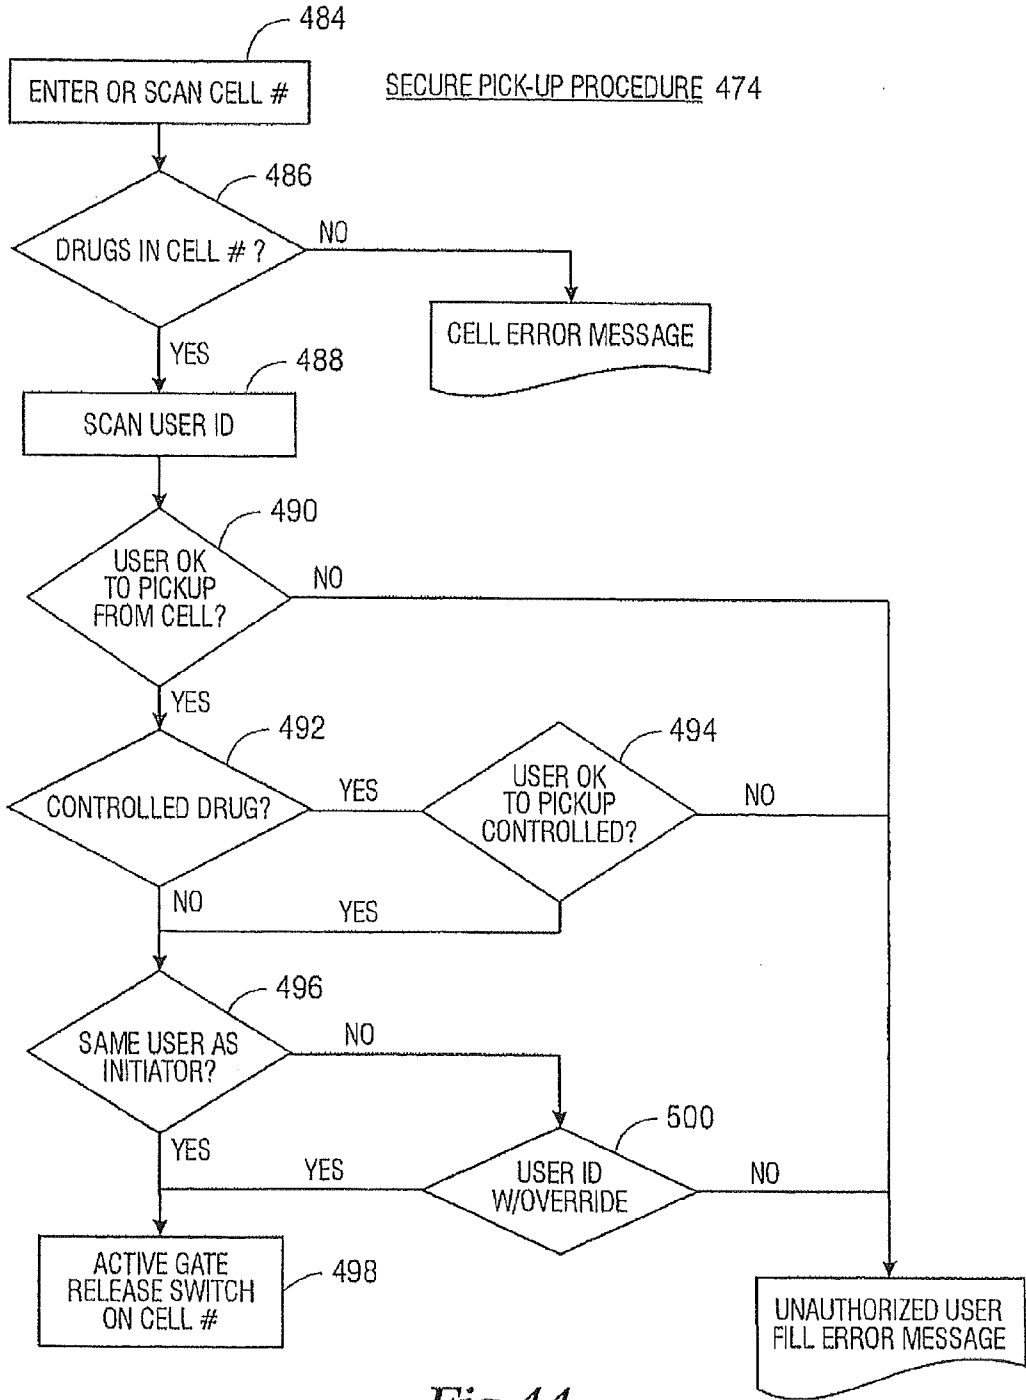 484
ENTER OR SCAN CELL #
SECURE PICK-UP PROCEDURE 474
486
DRUGS IN CELL # ?
NO
CELL ERROR MESSAGE
YES
488
SCAN USER ID
490
USER OK
TO PICKUP
FROM CELL?
NO
YES
492
CONTROLLED DRUG?
YES
494
USER OK
TO PICKUP
CONTROLLED?
NO
NO
YES
496
SAME USER AS
INITIATOR?
NO
YES
500
USER ID
W/OVERRIDE
YES
NO
ACTIVE GATE
RELEASE SWITCH
ON CELL #
498
UNAUTHORIZED USER
FILL ERROR MESSAGE